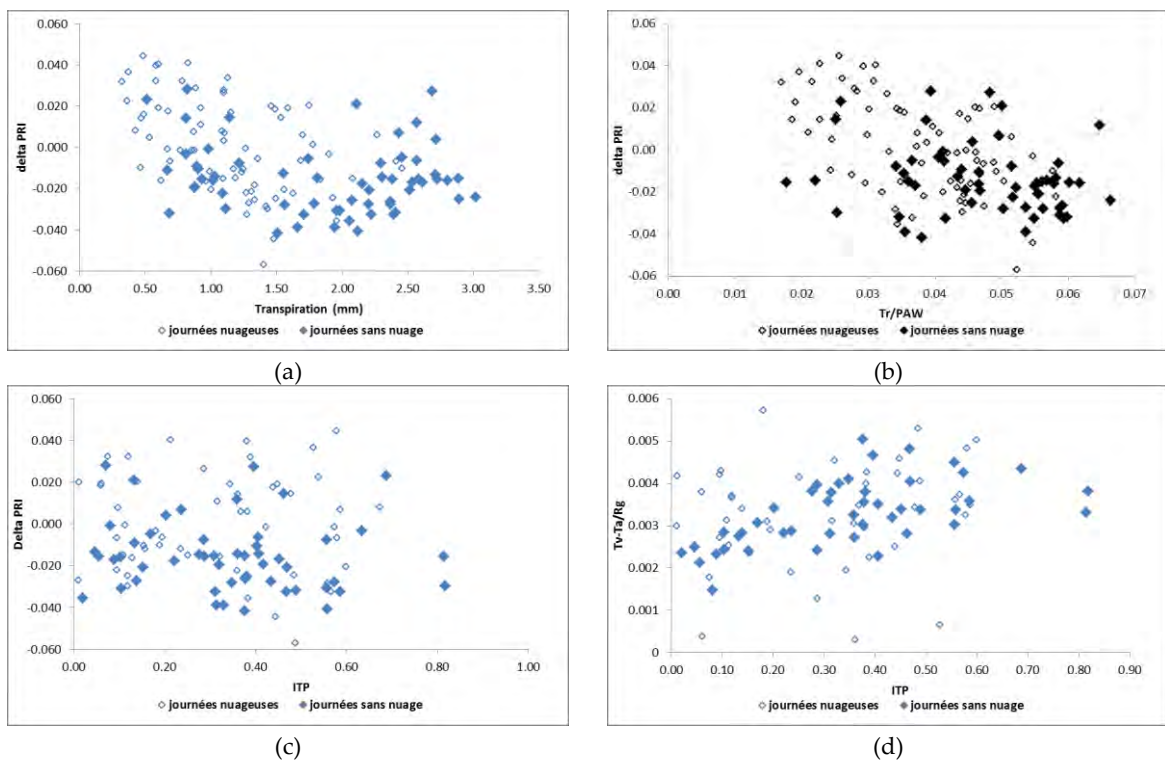 0.060
0.040
0.020
0.000
-0.020
-0.040
-0.060
delta PRI
0.00 0.50 1.00 1.50 2.00 2.50 3.00 3.50
Transpiration (mm)
journées nuageuses journées sans nuage
(a)
0.06
0.04
0.02
0.00
-0.02
-0.04
-0.06
delta PRI
0.00 0.01 0.02 0.03 0.04 0.05 0.06 0.07
Tr/PAW
journées nuageuses journées sans nuage
(b)
0.060
0.040
0.020
0.000
-0.020
-0.040
-0.060
Delta PRI
0.00 0.20 0.40 0.60 0.80 1.00
ITP
journées nuageuses journées sans nuage
(c)
0.006
0.005
0.004
0.003
0.002
0.001
0
Tv-Ta/Rg
0.00 0.10 0.20 0.30 0.40 0.50 0.60 0.70 0.80 0.90
ITP
journées nuageuses journées sans nuage
(d)